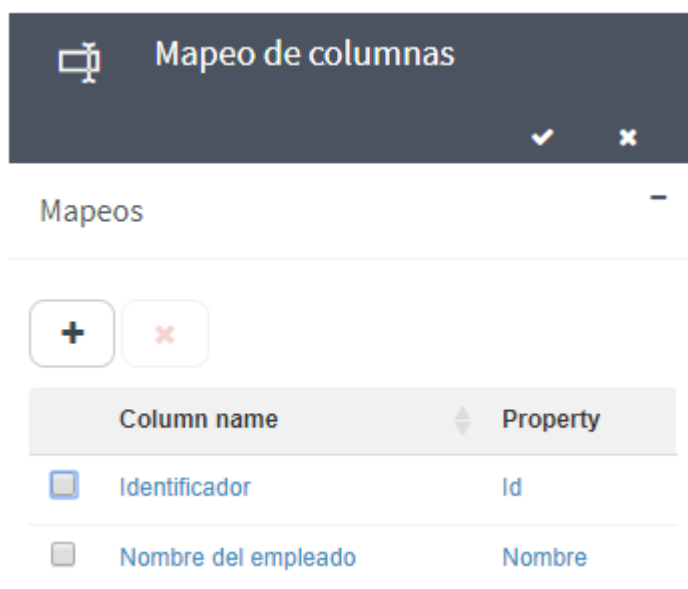 Mapeo de columnas
Mapeos
Column name Property
Identificador Id
Nombre del empleado Nombre